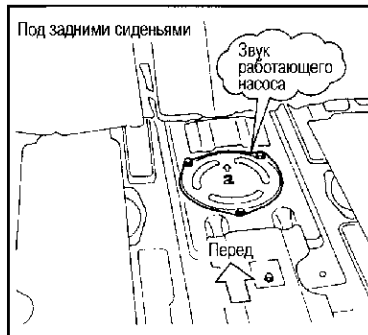 Под задними сиденьями
Звук
работающего
насоса
a
Перед